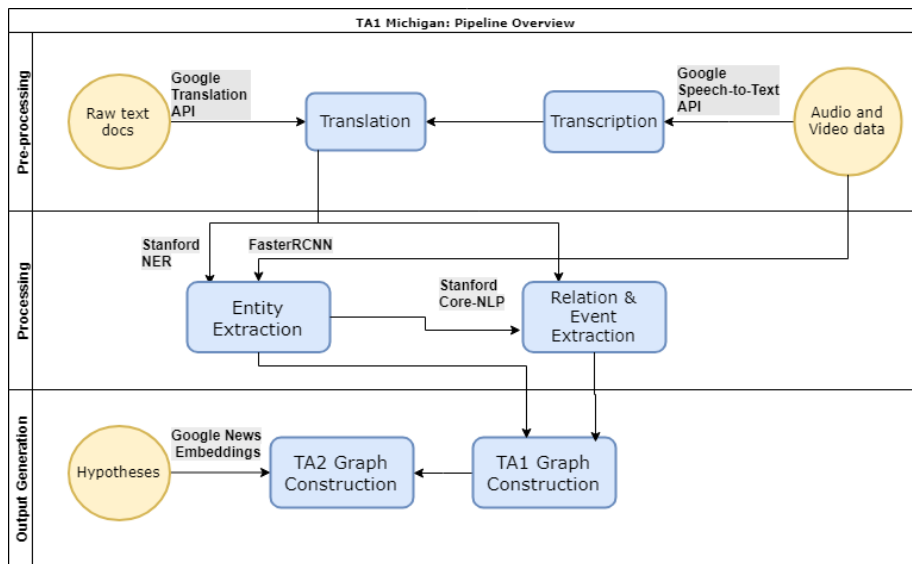 TA1 Michigan: Pipeline Overview
Pre-processing
Raw text
docs
Google
Translation
API
Translation
Transcription
Google
Speech-to-Text
API
Audio and
Video data
Processing
Stanford
NER
FasterRCNN
Entity
Extraction
Stanford
Core-NLP
Relation &
Event
Extraction
Output Generation
Hypotheses
Google News
Embeddings
TA2 Graph
Construction
TA1 Graph
Construction